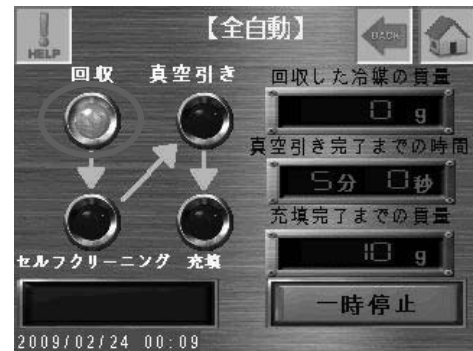 HELP
【全自動】
BACK
回収
真空引き
セルフクリーニング
充填
回収した冷媒の質量
0 g
真空引き完了までの時間
5分 0秒
充填完了までの質量
10 g
一時停止
2009/02/24 00:09